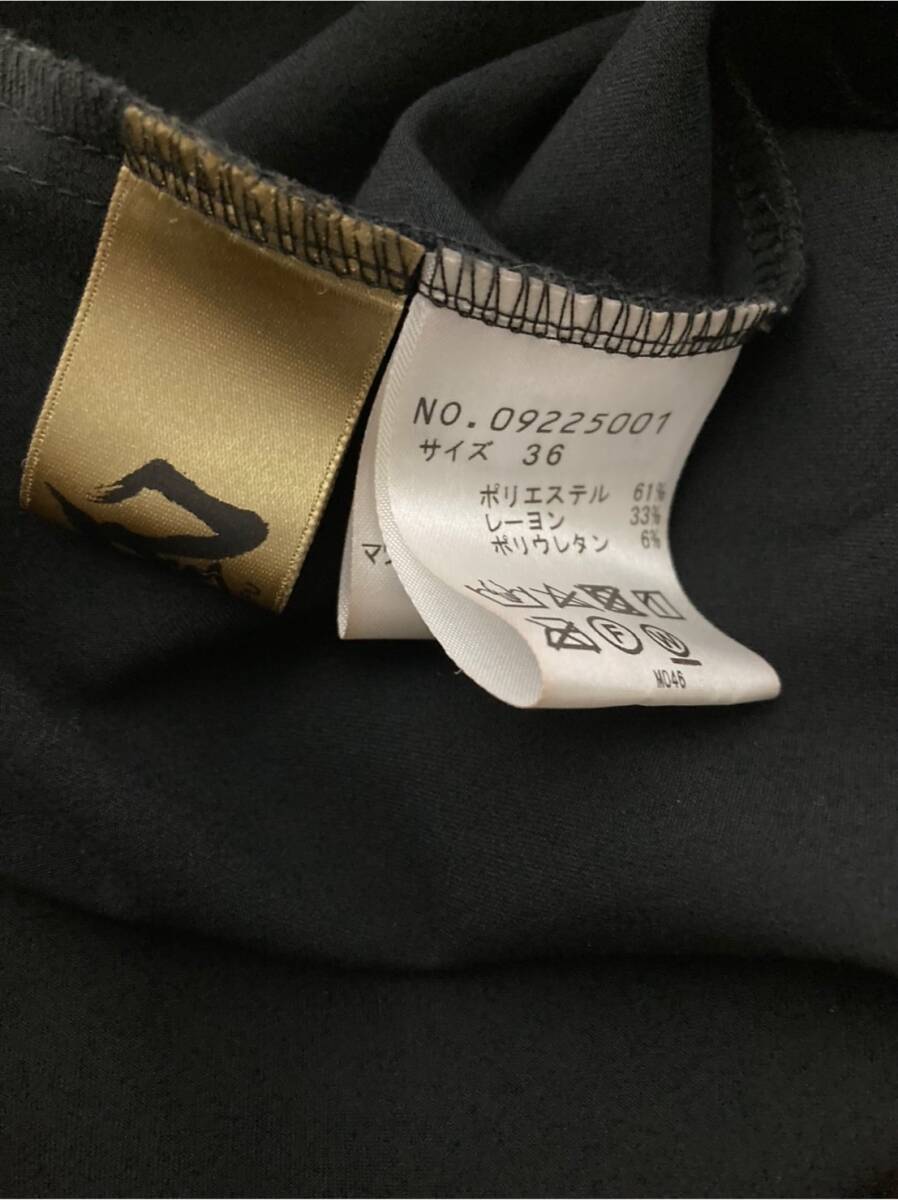 NO.09225001
サイズ 36
ポリエステル 61%
レーヨン 33%
ポリウレタン 6%
F W
M046
マ